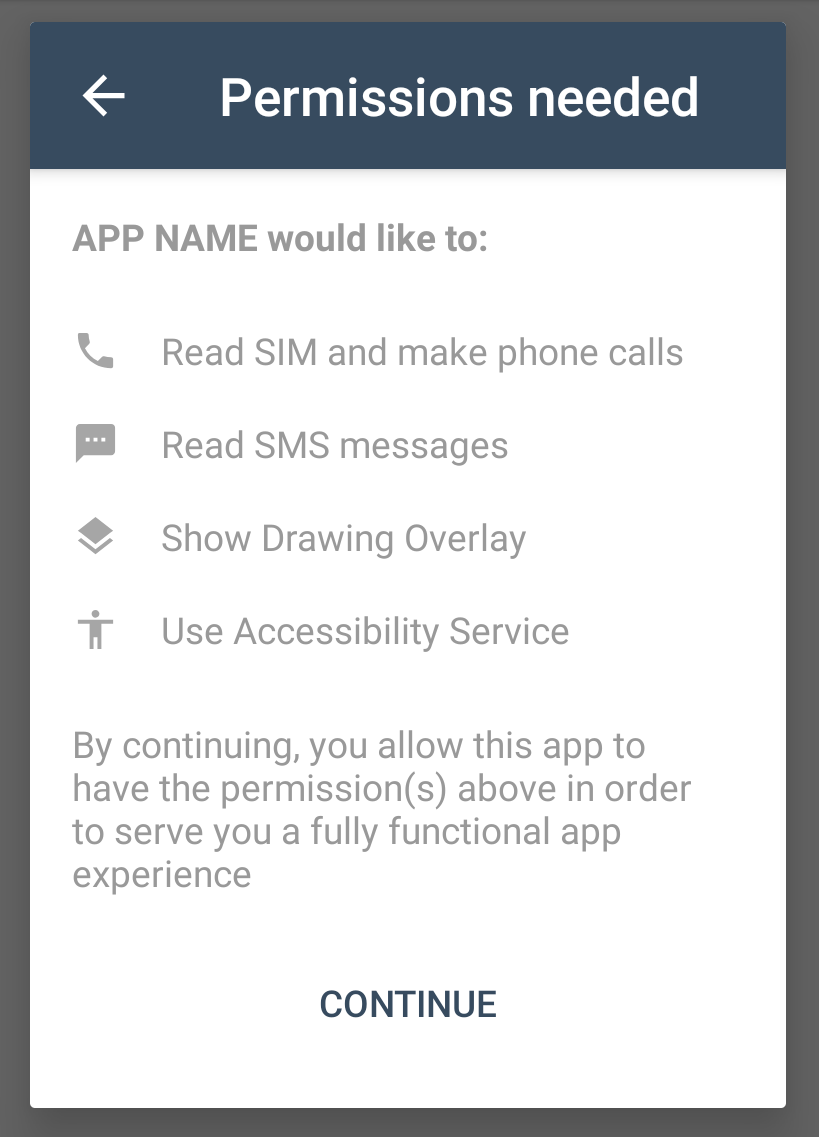 Permissions needed
APP NAME would like to:
Read SIM and make phone calls
Read SMS messages
Show Drawing Overlay
Use Accessibility Service
By continuing, you allow this app to
have the permission(s) above in order
to serve you a fully functional app
experience
CONTINUE